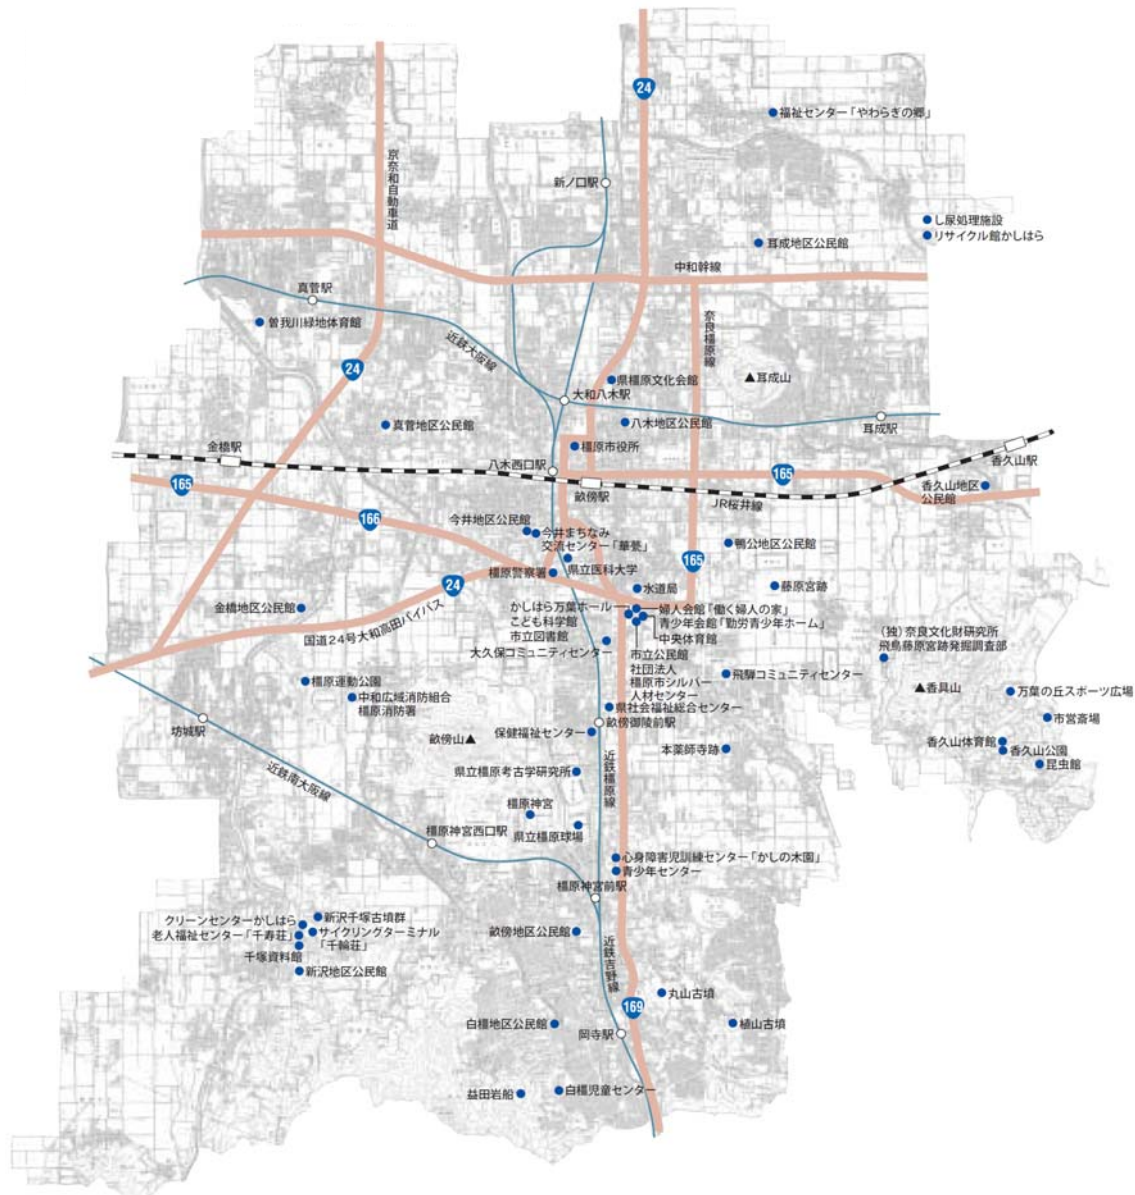 24
福祉センター「やわらぎの郷」
京奈和自動車道
新ノ口駅
し尿処理施設
リサイクル館かしはら
耳成地区公民館
中和幹線
真菅駅
曽我川緑地体育館
奈良橿原線
近鉄大阪線
24
県橿原文化会館
耳成山
大和八木駅
真菅地区公民館
八木地区公民館
耳成駅
金橋駅
橿原市役所
香久山駅
八木西口駅
165
165
畝傍駅
香久山地区
公民館
JR桜井線
166
今井地区公民館
今井まちなみ
交流センター「華甍」
鴨公地区公民館
165
橿原警察署
県立医科大学
24
水道局
藤原宮跡
金橋地区公民館
国道24号大和高田バイパス
かしはら万葉ホール
こども科学館
市立図書館
婦人会館「働く婦人の家」
青少年会館「勤労青少年ホーム」
中央体育館
大久保コミュニティセンター
市立公民館
社団法人
橿原市シルバー
人材センター
(独)奈良文化財研究所
飛鳥藤原宮跡発掘調査部
飛騨コミュニティセンター
橿原運動公園
中和広域消防組合
橿原消防署
香具山
万葉の丘スポーツ広場
県社会福祉総合センター
坊城駅
畝傍御陵前駅
市営斎場
保健福祉センター
畝傍山
本薬師寺跡
香久山体育館
香久山公園
昆虫館
近鉄南大阪線
県立橿原考古学研究所
近鉄橿原線
橿原神宮
県立橿原球場
橿原神宮西口駅
心身障害児訓練センター「かしの木園」
青少年センター
橿原神宮前駅
クリーンセンターかしはら
新沢千塚古墳群
老人福祉センター「千寿荘」
サイクリングターミナル
「千輪荘」
千塚資料館
新沢地区公民館
畝傍地区公民館
近鉄吉野線
丸山古墳
169
植山古墳
白橿地区公民館
岡寺駅
益田岩船
白橿児童センター